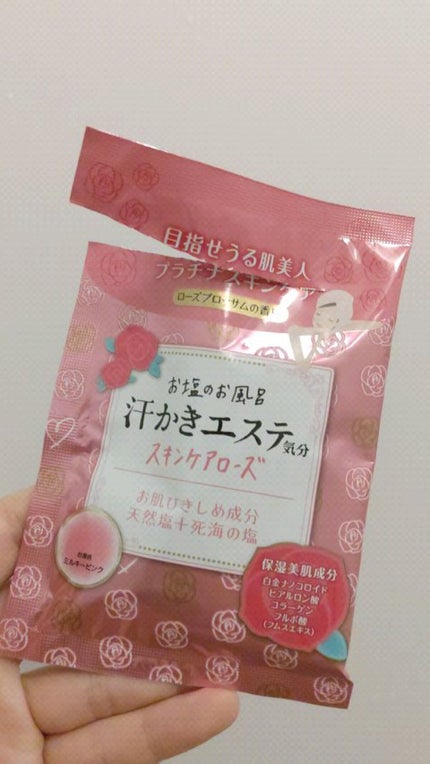 目指せうる肌美人
プラチナスキンケア
ローズブロッサムの香り
お塩のお風呂
汗かきエステ気分
スキンケアローズ
お肌ひきしめ成分
天然塩+死海の塩
お湯色
ミルキーピンク
保湿美肌成分
白金ナノコロイド
ヒアルロン酸
コラーゲン
フルボ酸
(フムスエキス)